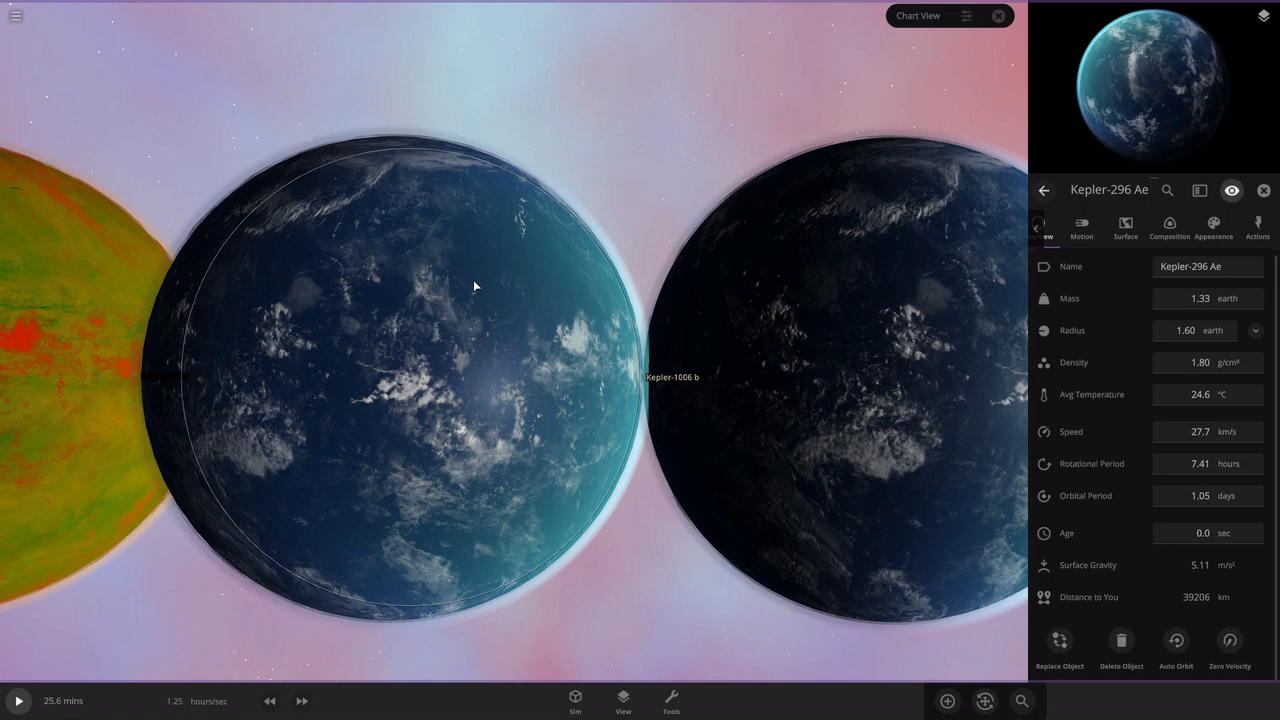 Chart View
Kepler-1006 b
Kepler-296 Ae
Motion
Surface
Composition
Appearance
Actions
Name
Kepler-296 Ae
Mass
1.33 earth
Radius
1.60 earth
Density
1.80 g/cm³
Avg Temperature
24.6 °C
Speed
27.7 km/s
Rotational Period
7.41 hours
Orbital Period
1.05 days
Age
0.0 sec
Surface Gravity
5.11 m/s²
Distance to You
39206 km
Replace Object
Delete Object
Auto Orbit
Zero Velocity
25.6 mins
1.25 hours/sec
Sim
View
Tools